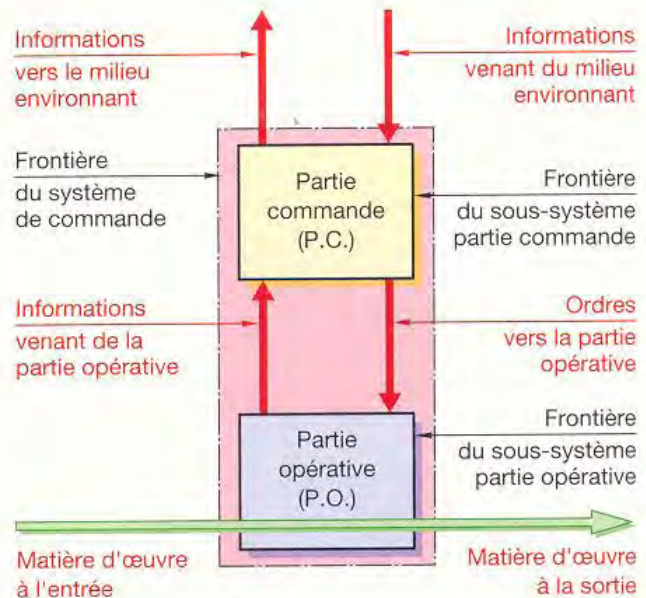 Informations
vers le milieu
environnant
Informations
venant du milieu
environnant
Frontière
du système
de commande
Partie
commande
(P.C.)
Frontière
du sous-système
partie commande
Informations
venant de la
partie opérative
Ordres
vers la partie
opérative
Partie
opérative
(P.O.)
Frontière
du sous-système
partie opérative
Matière d'œuvre
à l'entrée
Matière d'œuvre
à la sortie